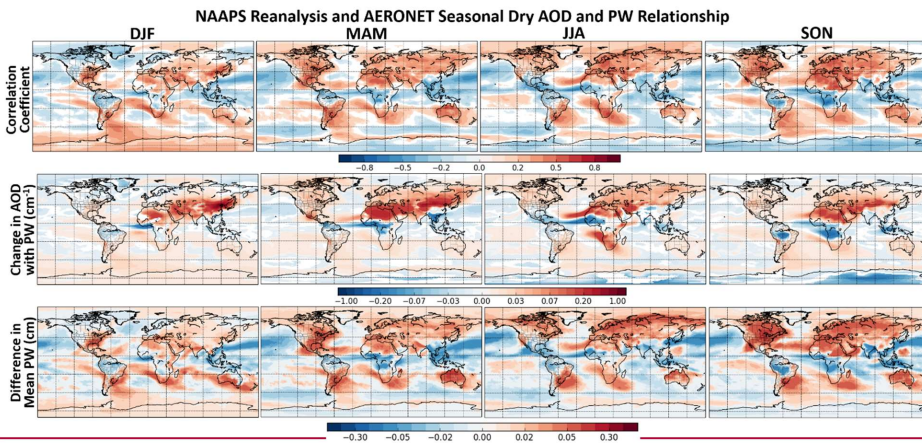 NAAPS Reanalysis and AERONET Seasonal Dry AOD and PW Relationship
DJF MAM JJA SON
Correlation
Coefficient
−0.8 −0.5 −0.2 0.0 0.2 0.5 0.8
Change in AOD
with PW (cm⁻¹)
−1.00 −0.20 −0.07 −0.03 0.00 0.03 0.07 0.20 1.00
Difference in
Mean PW (cm)
−0.30 −0.05 −0.02 0.00 0.02 0.05 0.30